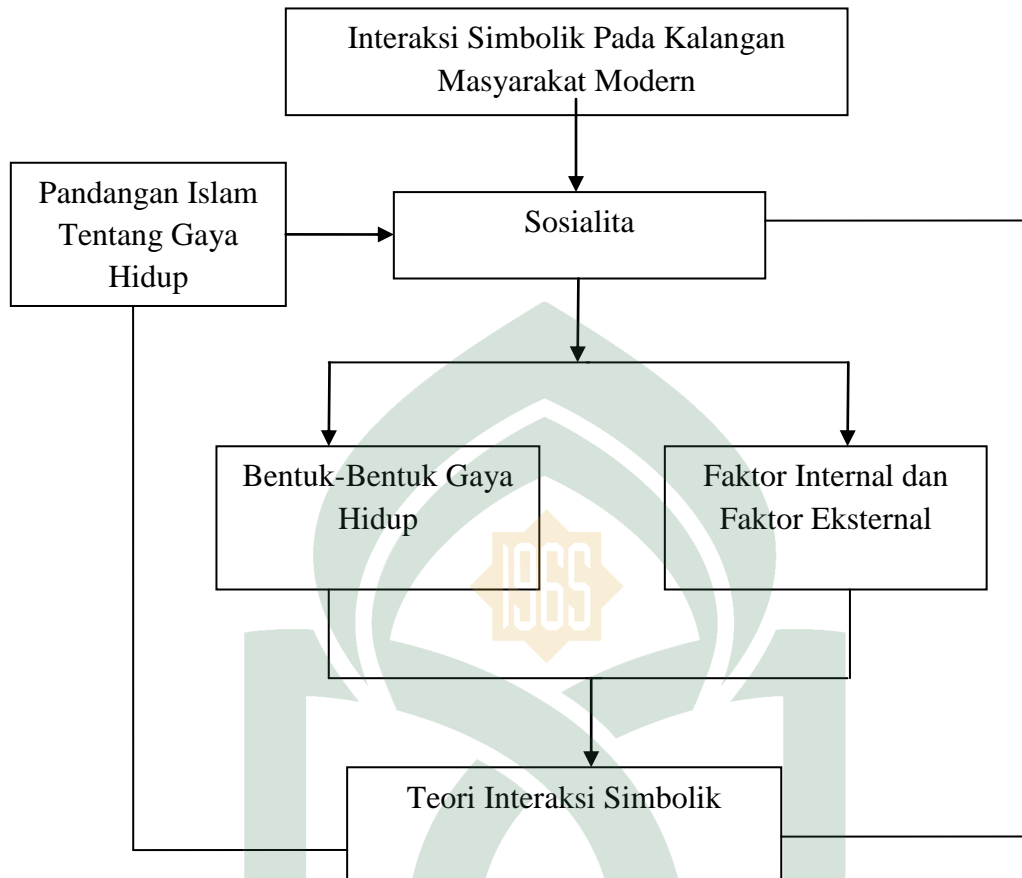 Interaksi Simbolik Pada Kalangan
Masyarakat Modern
Pandangan Islam
Tentang Gaya
Hidup
Sosialita
Bentuk-Bentuk Gaya
Hidup
Faktor Internal dan
Faktor Eksternal
1965
Teori Interaksi Simbolik